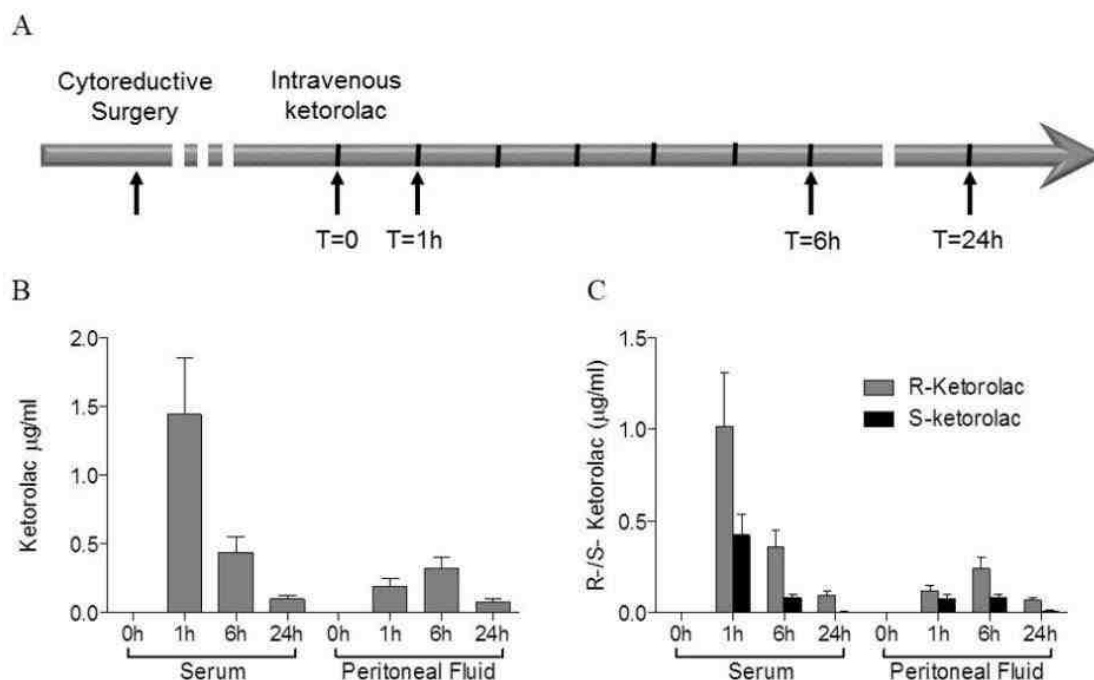 A
Cytoreductive
Surgery
Intravenous
ketorolac
T=0
T=1h
T=6h
T=24h
B
Ketorolac µg/ml
2.0
1.5
1.0
0.5
0.0
0h
1h
6h
24h
0h
1h
6h
24h
Serum
Peritoneal Fluid
C
R-/S- Ketorolac (µg/ml)
1.5
1.0
0.5
0.0
R-Ketorolac
S-ketorolac
0h
1h
6h
24h
0h
1h
6h
24h
Serum
Peritoneal Fluid